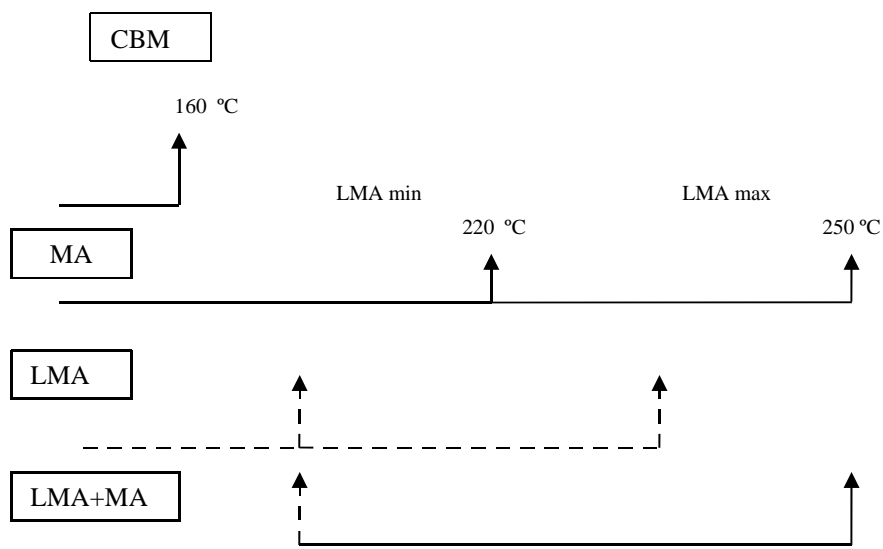 CBM
160 ºC
LMA min
LMA max
220 ºC
250 ºC
MA
LMA
LMA+MA